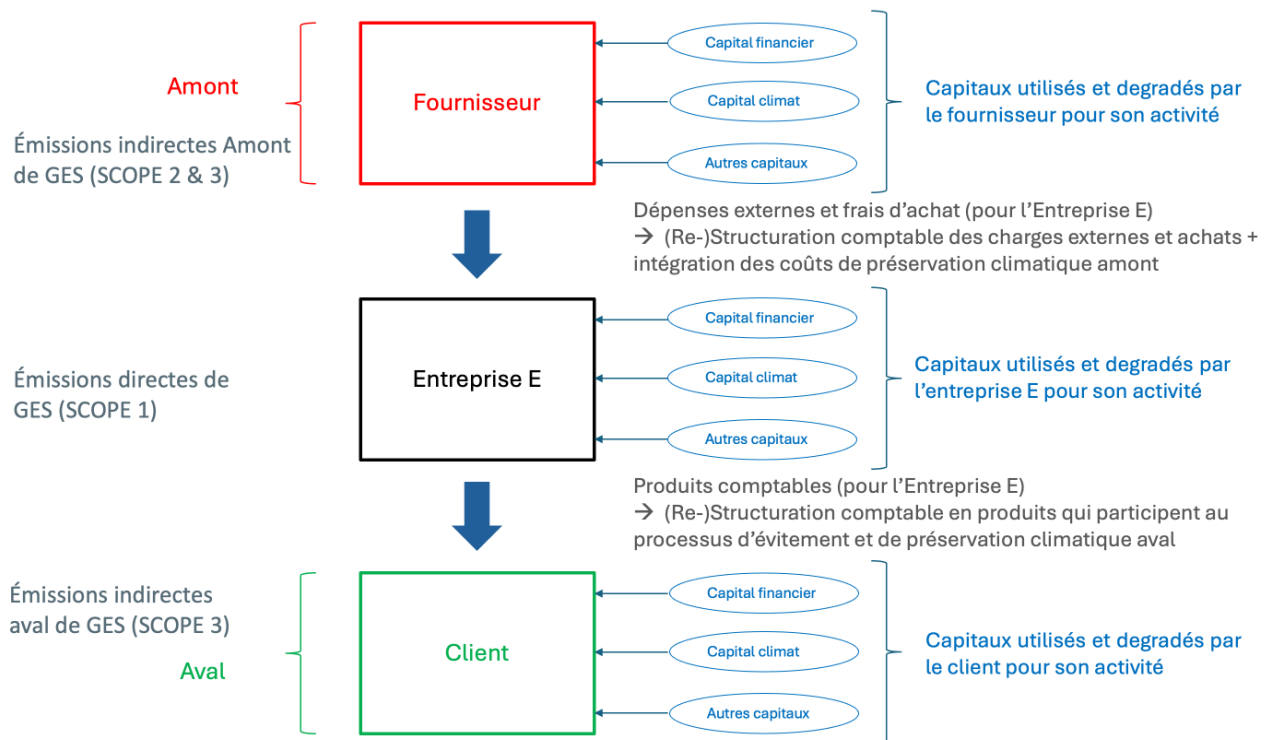 Amont
Émissions indirectes Amont
de GES (SCOPE 2 & 3)
Fournisseur
Capital financier
Capital climat
Autres capitaux
Capitaux utilisés et degradés par
le fournisseur pour son activité
Dépenses externes et frais d’achat (pour l’Entreprise E)
→ (Re-)Structuration comptable des charges externes et achats +
intégration des coûts de préservation climatique amont
Émissions directes de
GES (SCOPE 1)
Entreprise E
Capital financier
Capital climat
Autres capitaux
Capitaux utilisés et degradés par
l’entreprise E pour son activité
Produits comptables (pour l’Entreprise E)
→ (Re-)Structuration comptable en produits qui participent au
processus d’évitement et de préservation climatique aval
Émissions indirectes
aval de GES (SCOPE 3)
Aval
Client
Capital financier
Capital climat
Autres capitaux
Capitaux utilisés et degradés par
le client pour son activité